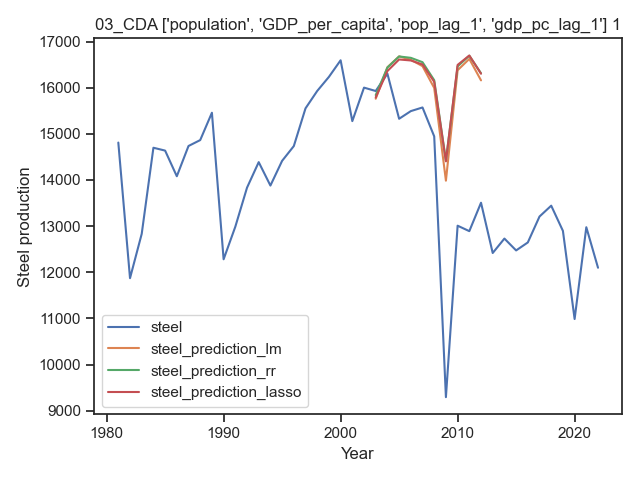 03_CDA ['population', 'GDP_per_capita', 'pop_lag_1', 'gdp_pc_lag_1'] 1
17000
16000
15000
14000
13000
12000
11000
10000
9000
Steel production
steel
steel_prediction_lm
steel_prediction_rr
steel_prediction_lasso
1980
1990
2000
2010
2020
Year